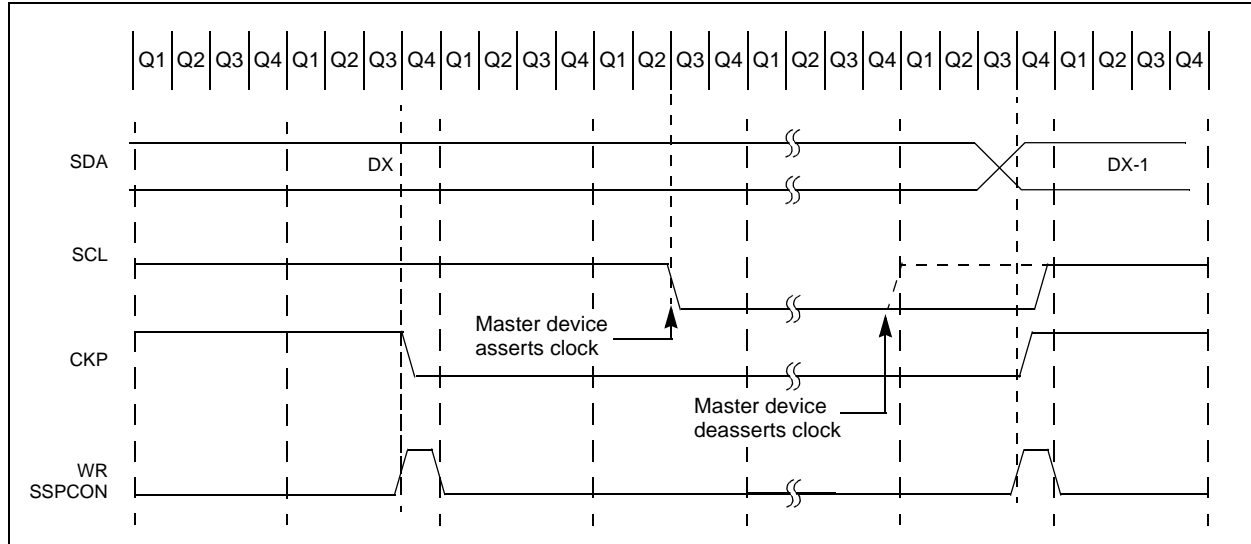 Q1 Q2 Q3 Q4 Q1 Q2 Q3 Q4 Q1 Q2 Q3 Q4 Q1 Q2 Q3 Q4 Q1 Q2 Q3 Q4 Q1 Q2 Q3 Q4 Q1 Q2 Q3 Q4
SDA
DX
DX-1
SCL
Master device
asserts clock
CKP
Master device
deasserts clock
WR
SSPCON